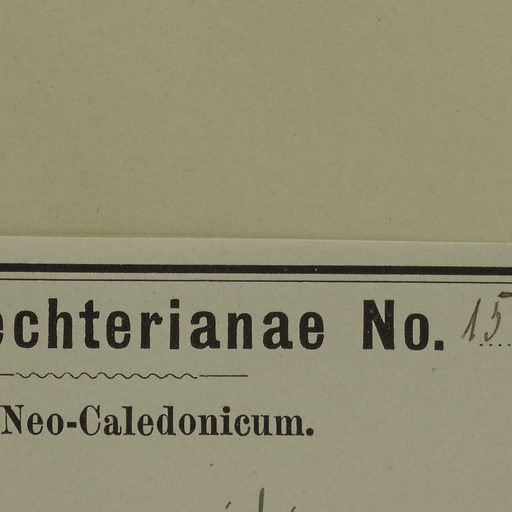 echterianae No. 15
Neo-Caledonicum.